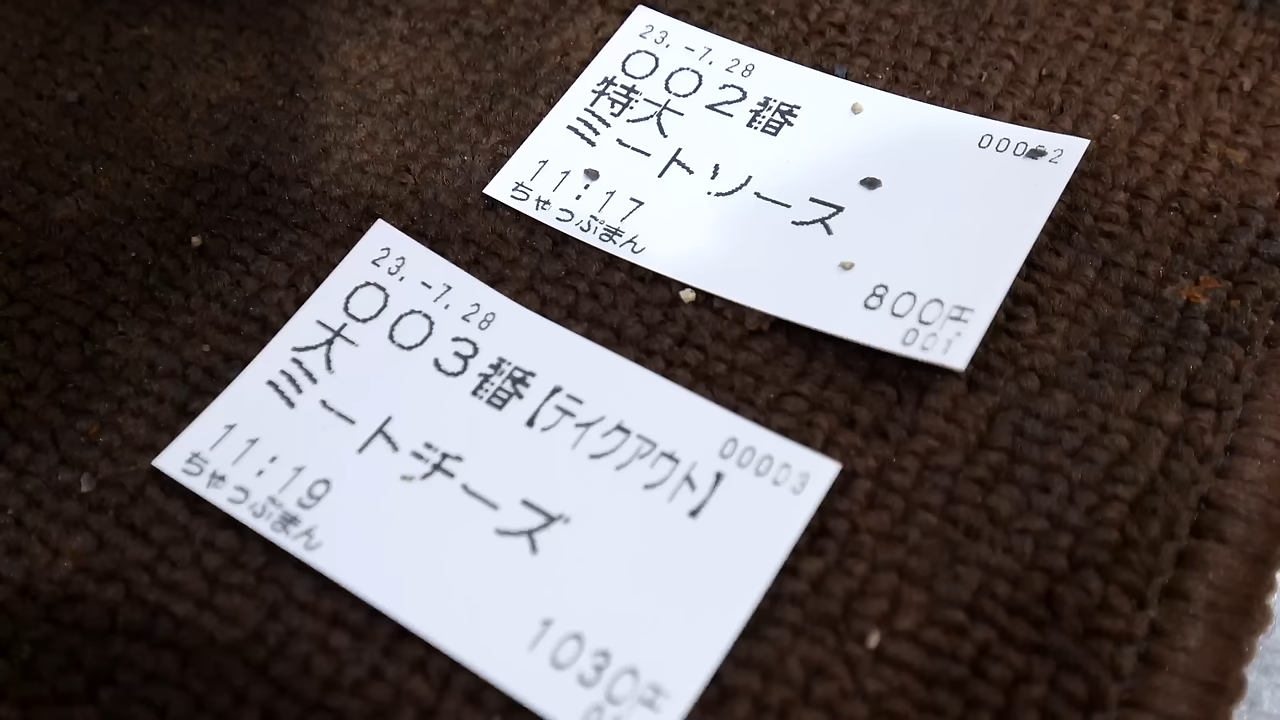 23.-7.28
002番
特大
ミートソース
11:17
ちゃっぷまん
800円
001
23.-7.28
003番【テイクアウト】
00003
大
ミートチーズ
11:19
ちゃっぷまん
1030円